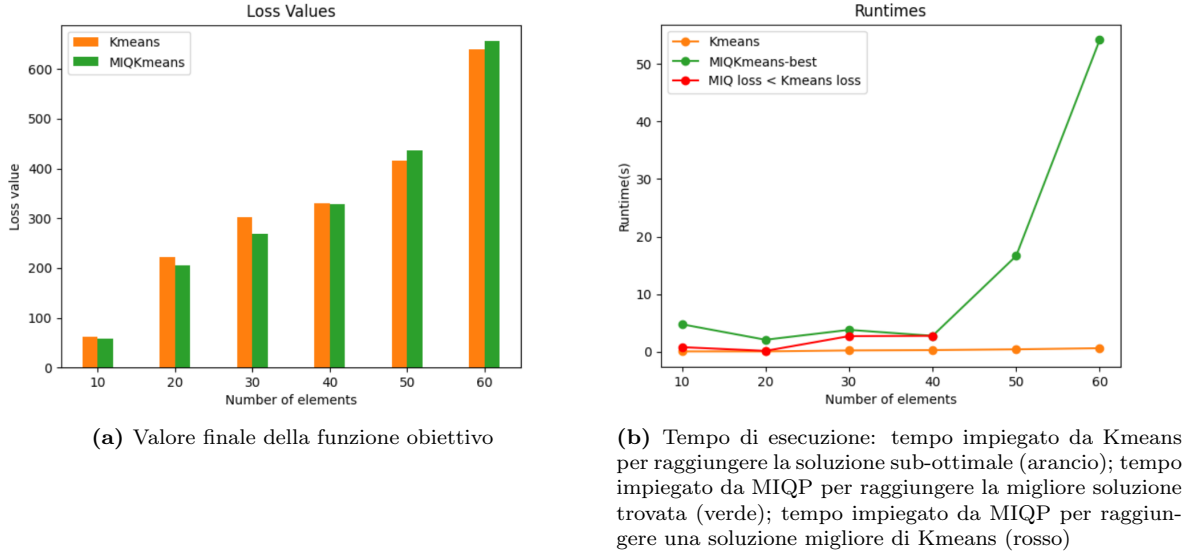 Loss Values
Kmeans
MIQKmeans
600
500
400
300
200
100
0
Loss value
10 20 30 40 50 60
Number of elements
(a) Valore finale della funzione obiettivo
Runtimes
Kmeans
MIQKmeans-best
MIQ loss < Kmeans loss
50
40
30
20
10
0
Runtime(s)
10 20 30 40 50 60
Number of elements
(b) Tempo di esecuzione: tempo impiegato da Kmeans
per raggiungere la soluzione sub-ottimale (arancio); tempo
impiegato da MIQP per raggiungere la migliore soluzione
trovata (verde); tempo impiegato da MIQP per raggiun-
gere una soluzione migliore di Kmeans (rosso)